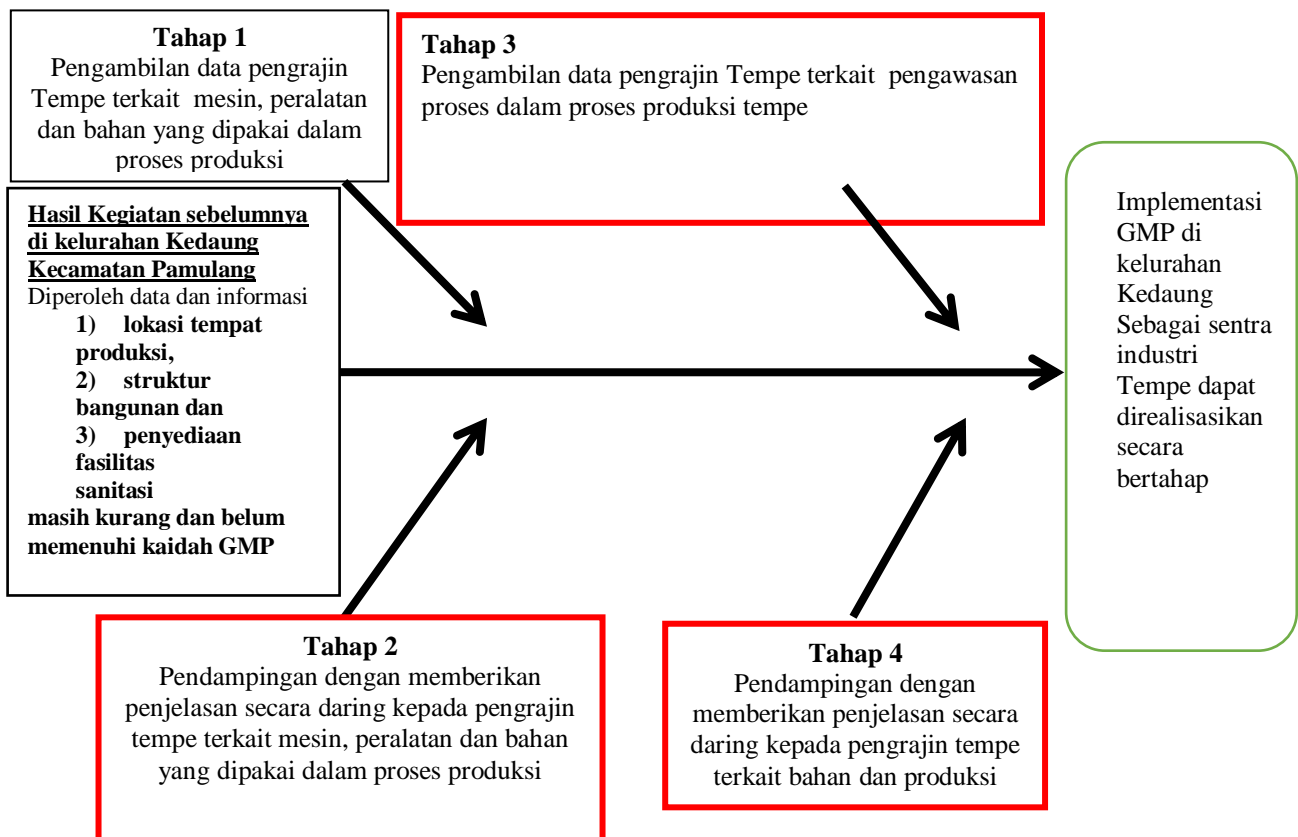 Tahap 1
Pengambilan data pengrajin
Tempe terkait mesin, peralatan
dan bahan yang dipakai dalam
proses produksi
Tahap 3
Pengambilan data pengrajin Tempe terkait pengawasan
proses dalam proses produksi tempe
Hasil Kegiatan sebelumnya
di kelurahan Kedaung
Kecamatan Pamulang
Diperoleh data dan informasi
1) lokasi tempat
produksi,
2) struktur
bangunan dan
3) penyediaan
fasilitas
sanitasi
masih kurang dan belum
memenuhi kaidah GMP
Implementasi
GMP di
kelurahan
Kedaung
Sebagai sentra
industri
Tempe dapat
direalisasikan
secara
bertahap
Tahap 2
Pendampingan dengan memberikan
penjelasan secara daring kepada pengrajin
tempe terkait mesin, peralatan dan bahan
yang dipakai dalam proses produksi
Tahap 4
Pendampingan dengan
memberikan penjelasan secara
daring kepada pengrajin tempe
terkait bahan dan produksi